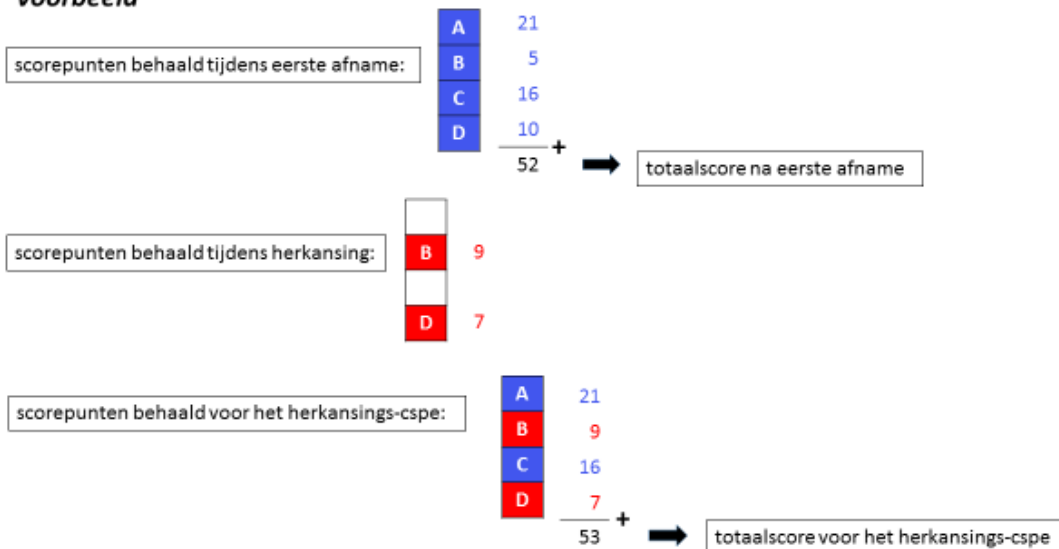 voorbeeld
A 21
scorepunten behaald tijdens eerste afname: B 5
C 16
D 10
+
52 totaalscore na eerste afname
scorepunten behaald tijdens herkansing: B 9
D 7
A 21
scorepunten behaald voor het herkansings-cspe: B 9
C 16
D 7
+
53 totaalscore voor het herkansings-cspe